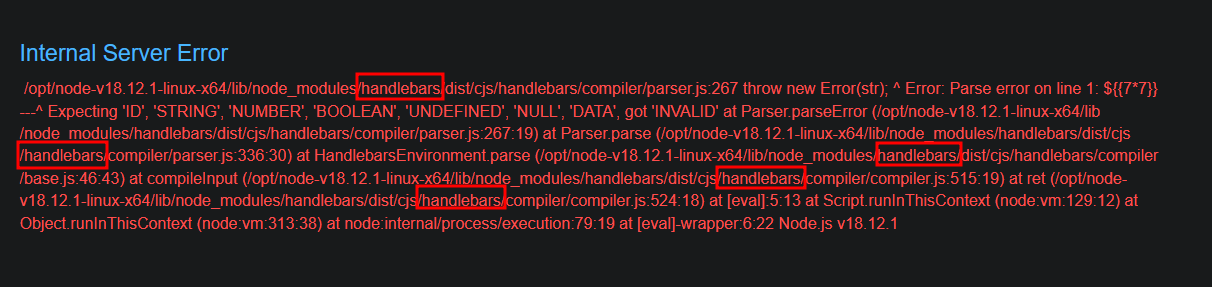 Internal Server Error
/opt/node-v18.12.1-linux-x64/lib/node_modules/handlebars/dist/cjs/handlebars/compiler/parser.js:267 throw new Error(str); ^ Error: Parse error on line 1: ${{7*7}}
---^ Expecting 'ID', 'STRING', 'NUMBER', 'BOOLEAN', 'UNDEFINED', 'NULL', 'DATA', got 'INVALID' at Parser.parseError (/opt/node-v18.12.1-linux-x64/lib
/node_modules/handlebars/dist/cjs/handlebars/compiler/parser.js:267:19) at Parser.parse (/opt/node-v18.12.1-linux-x64/lib/node_modules/handlebars/dist/cjs
/handlebars/compiler/parser.js:336:30) at HandlebarsEnvironment.parse (/opt/node-v18.12.1-linux-x64/lib/node_modules/handlebars/dist/cjs/handlebars/compiler
/base.js:46:43) at compileInput (/opt/node-v18.12.1-linux-x64/lib/node_modules/handlebars/dist/cjs/handlebars/compiler/compiler.js:515:19) at ret (/opt/node-
v18.12.1-linux-x64/lib/node_modules/handlebars/dist/cjs/handlebars/compiler/compiler.js:524:18) at [eval]:5:13 at Script.runInThisContext (node:vm:129:12) at
Object.runInThisContext (node:vm:313:38) at node:internal/process/execution:79:19 at [eval]-wrapper:6:22 Node.js v18.12.1